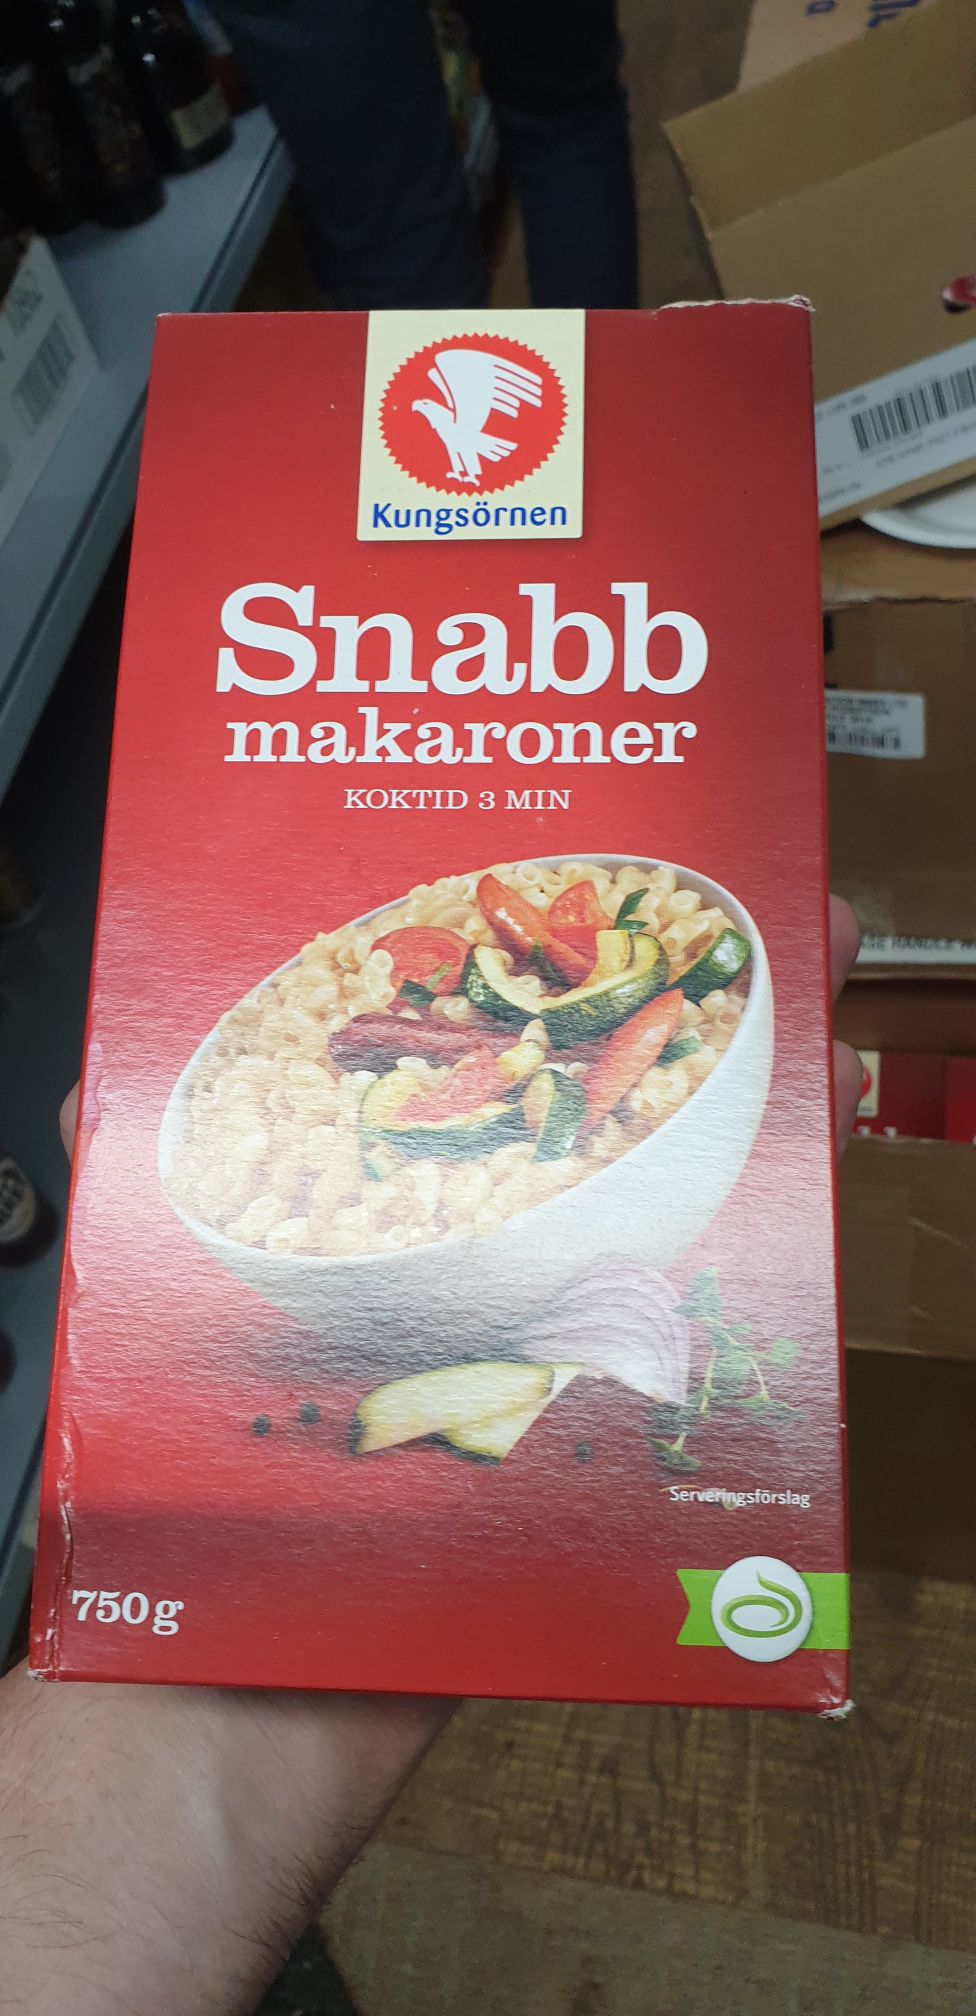 Kungsörnen
Snabb
makaroner
KOKTID 3 MIN
Serveringsförslag
750g